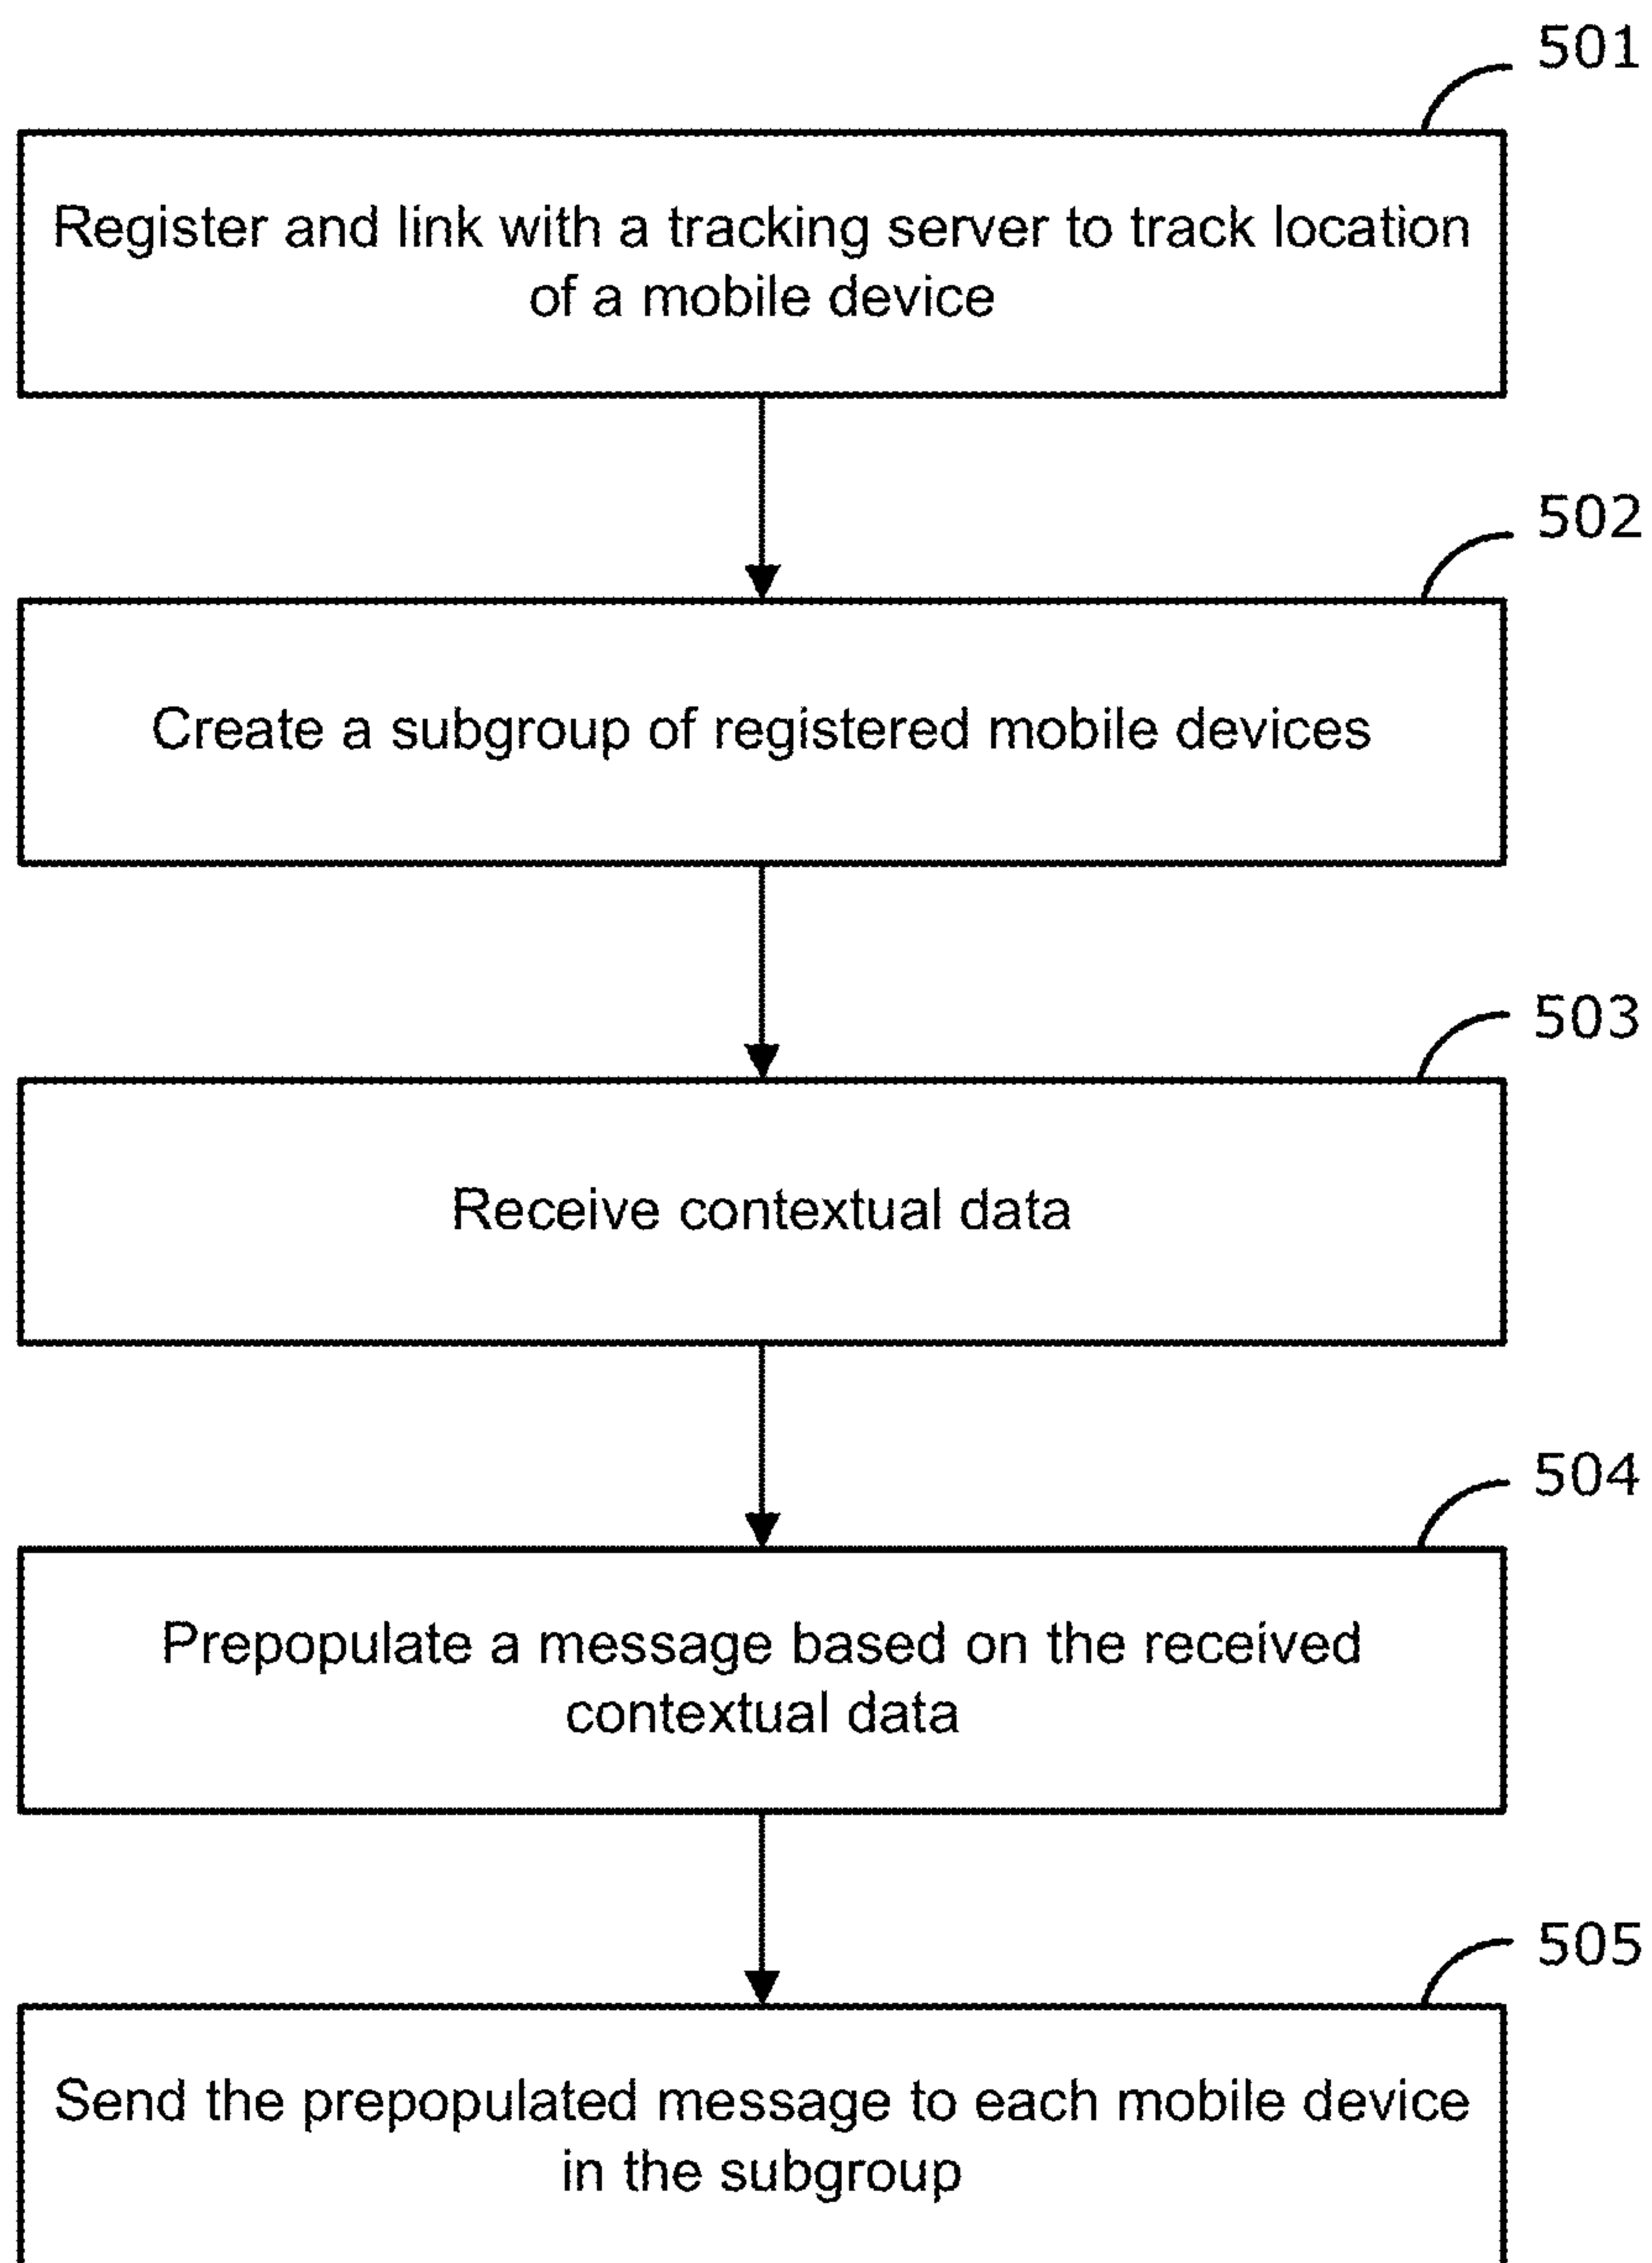 501
Register and link with a tracking server to track location
of a mobile device
502
Create a subgroup of registered mobile devices
503
Receive contextual data
504
Prepopulate a message based on the received
contextual data
505
Send the prepopulated message to each mobile device
in the subgroup